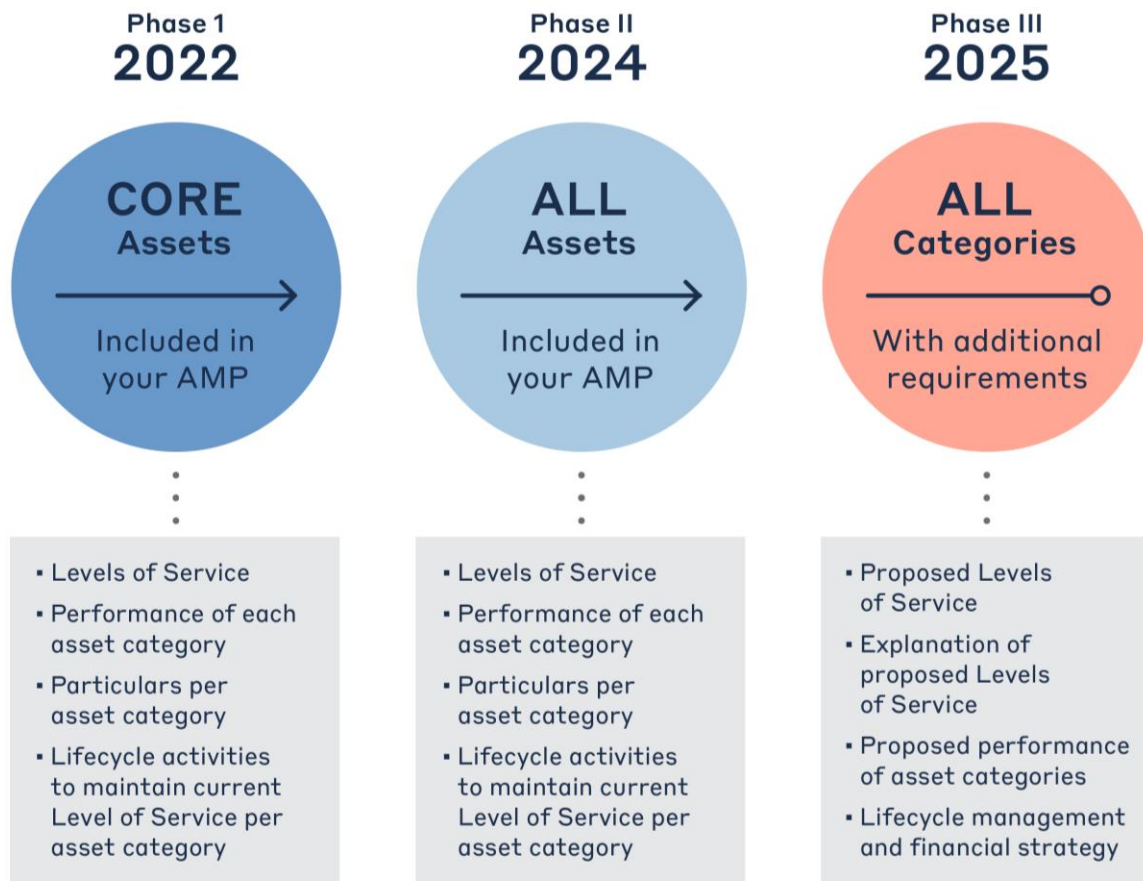 Phase 1
2022
CORE
Assets
Included in
your AMP
▪ Levels of Service
▪ Performance of each
asset category
▪ Particulars per
asset category
▪ Lifecycle activities
to maintain current
Level of Service per
asset category
Phase II
2024
ALL
Assets
Included in
your AMP
▪ Levels of Service
▪ Performance of each
asset category
▪ Particulars per
asset category
▪ Lifecycle activities
to maintain current
Level of Service per
asset category
Phase III
2025
ALL
Categories
With additional
requirements
▪ Proposed Levels
of Service
▪ Explanation of
proposed Levels
of Service
▪ Proposed performance
of asset categories
▪ Lifecycle management
and financial strategy